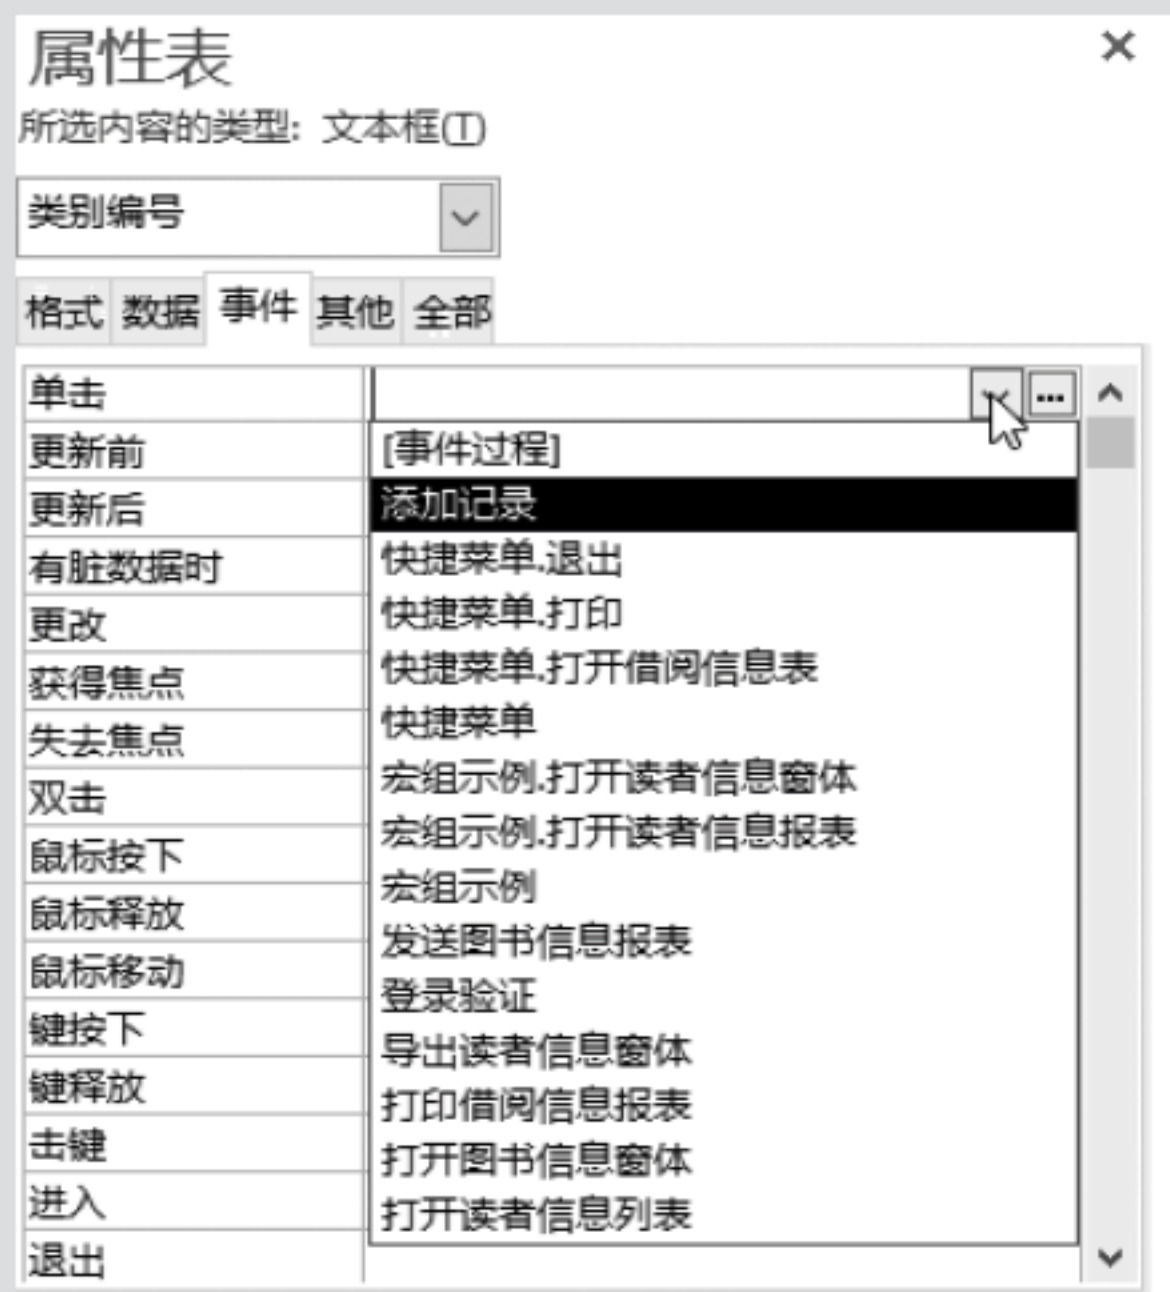 属性表
所选内容的类型: 文本框(T)
类别编号
格式 数据 事件 其他 全部
单击 ...
更新前
更新后
有脏数据时
更改
获得焦点
失去焦点
双击
鼠标按下
鼠标释放
鼠标移动
键按下
键释放
击键
进入
退出
[事件过程]
添加记录
快捷菜单.退出
快捷菜单.打印
快捷菜单.打开借阅信息表
快捷菜单
宏组示例.打开读者信息窗体
宏组示例.打开读者信息报表
宏组示例
发送图书信息报表
登录验证
导出读者信息窗体
打印借阅信息报表
打开图书信息窗体
打开读者信息列表